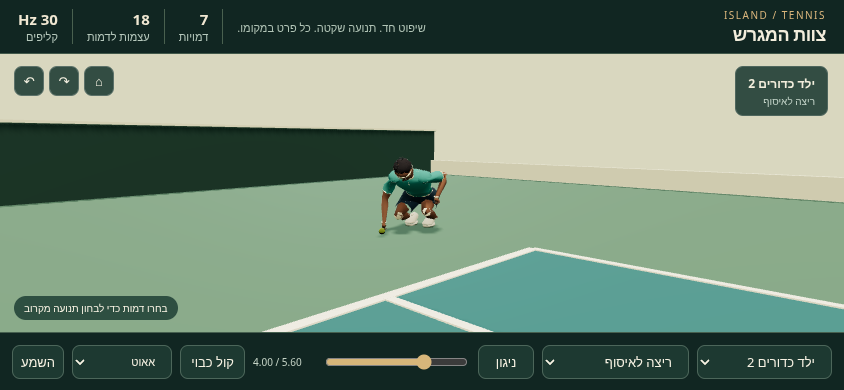 ISLAND / TENNIS
צוות המגרש
שיפוט חד. תנועה שקטה. כל פרט במקומו.
7
דמויות
18
עצמות לדמות
30 Hz
קליפים
ילד כדורים 2
ריצה לאיסוף
בחרו דמות כדי לבחון תנועה מקרוב
ילד כדורים 2
ריצה לאיסוף
ניגון
4.00 / 5.60
קול כבוי
אאוט
השמע